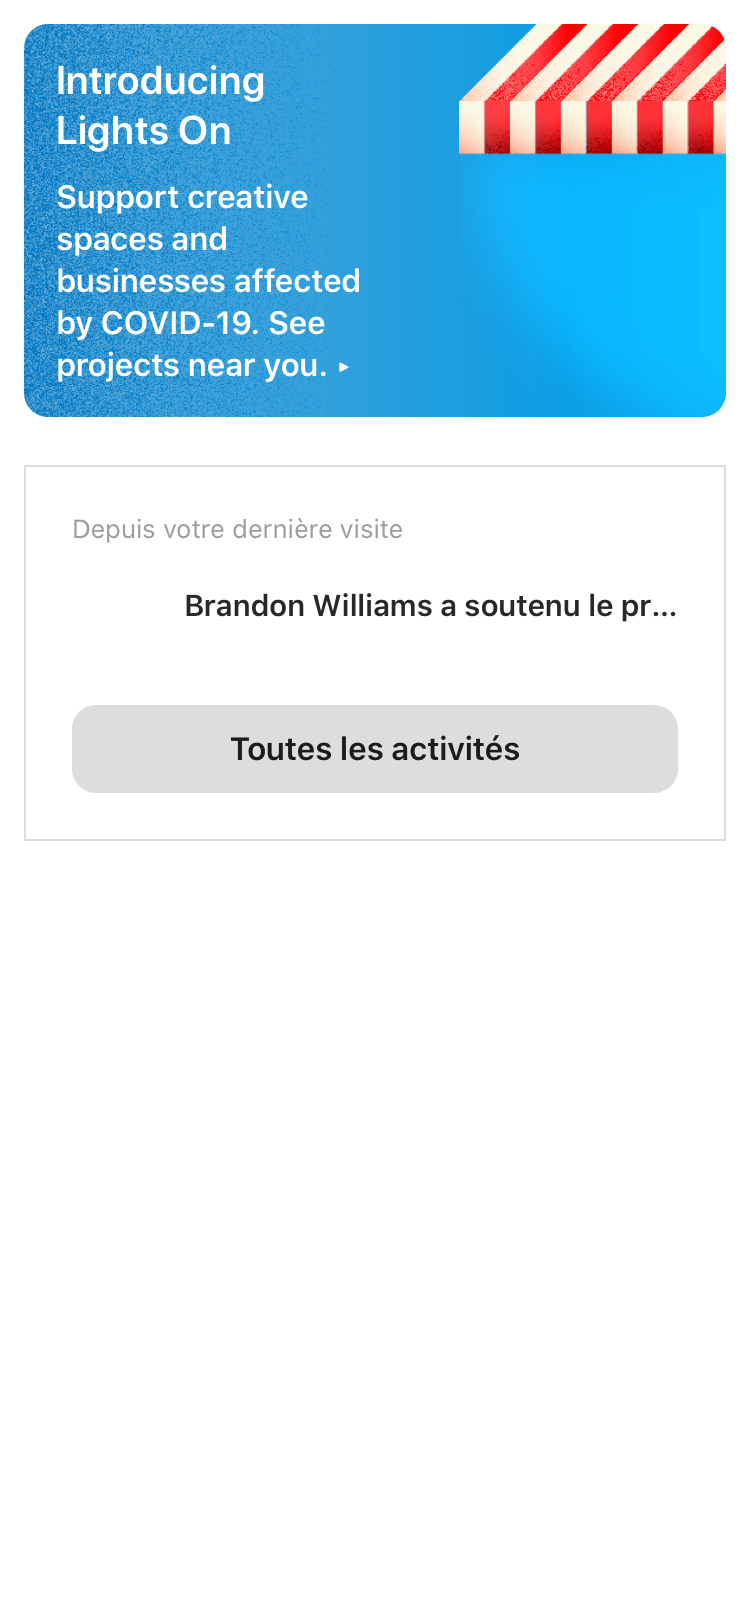 Introducing
Lights On
Support creative
spaces and
businesses affected
by COVID-19. See
projects near you. ▸
Depuis votre dernière visite
Brandon Williams a soutenu le pr...
Toutes les activités